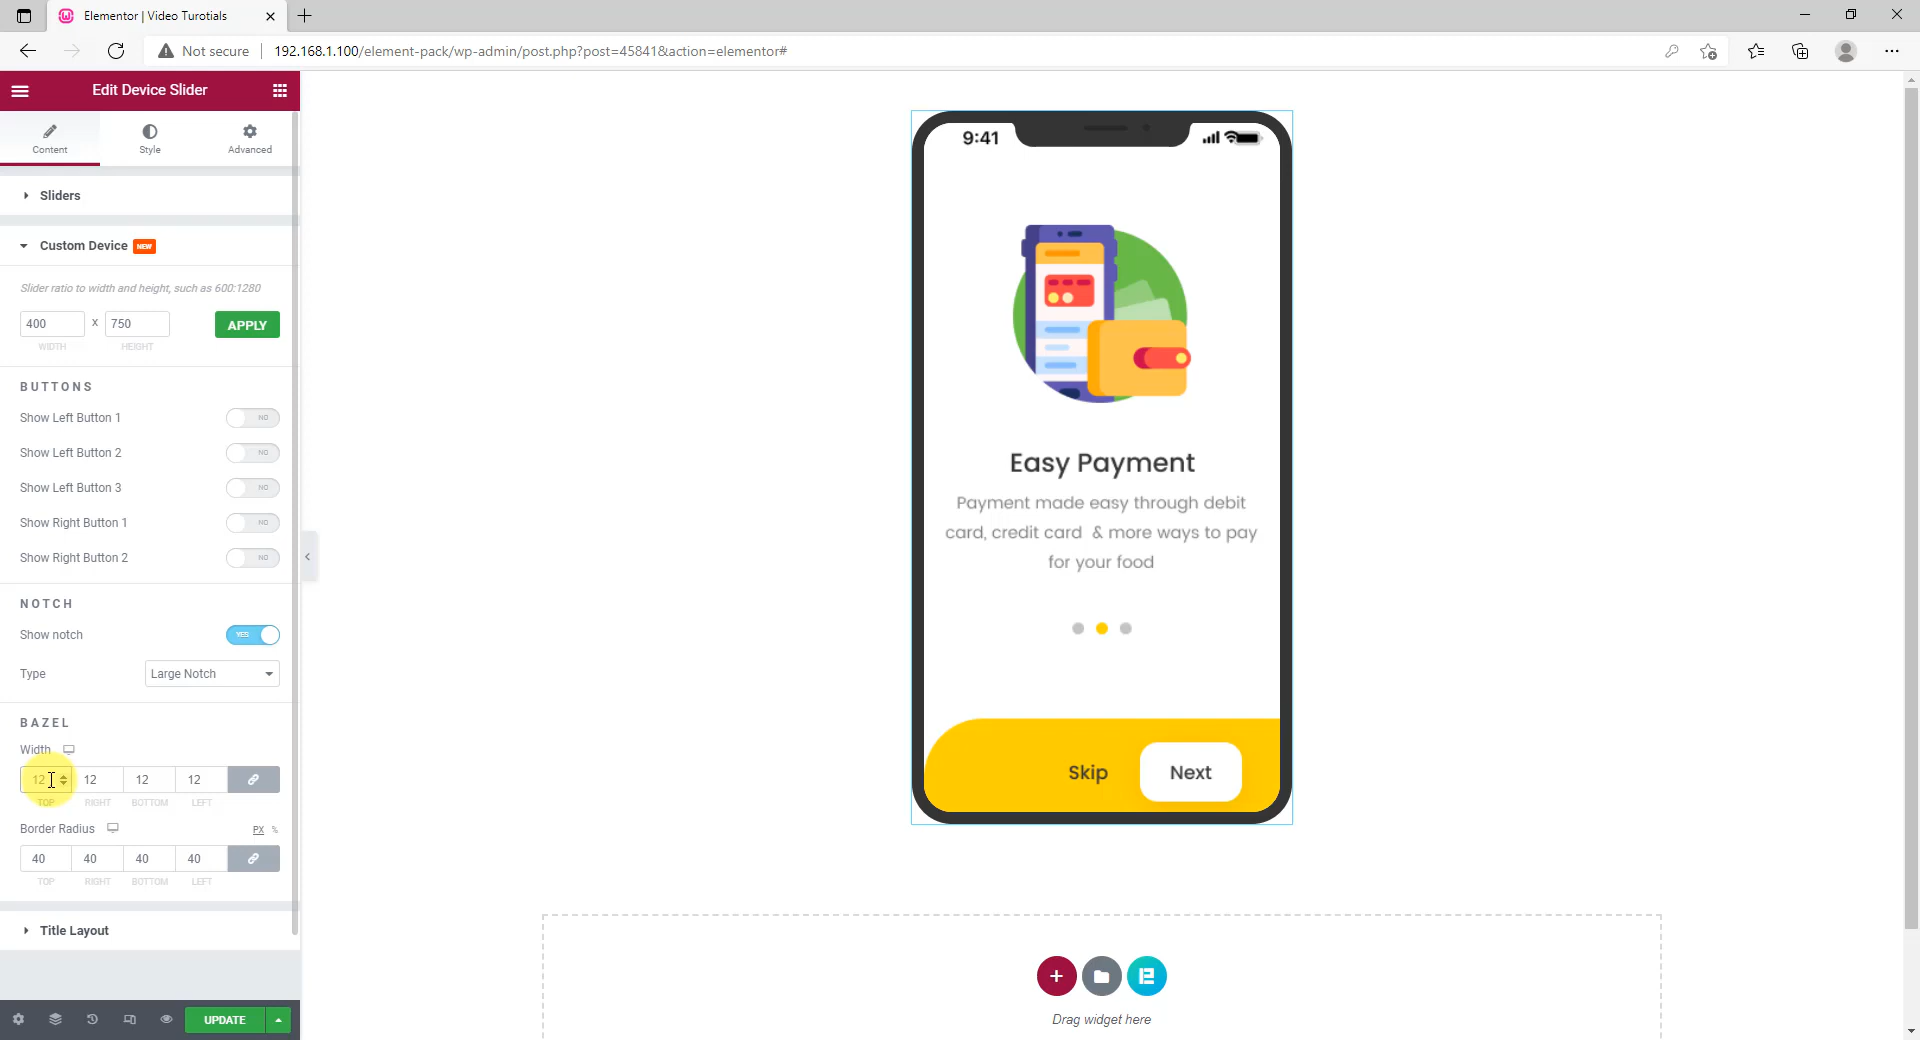 Elementor | Video Turotials
Not secure
192.168.1.100/element-pack/wp-admin/post.php?post=45841&action=elementor#
Edit Device Slider
Content
Style
Advanced
Sliders
Custom Device NEW
Slider ratio to width and height, such as 600:1280
400 x 750 APPLY
WIDTH HEIGHT
BUTTONS
Show Left Button 1 NO
Show Left Button 2 NO
Show Left Button 3 NO
Show Right Button 1 NO
Show Right Button 2 NO
NOTCH
Show notch YES
Type Large Notch
BAZEL
Width
12 12 12 12
TOP RIGHT BOTTOM LEFT
Border Radius PX %
40 40 40 40
TOP RIGHT BOTTOM LEFT
Title Layout
UPDATE
9:41
Easy Payment
Payment made easy through debit
card, credit card & more ways to pay
for your food
Skip
Next
Drag widget here